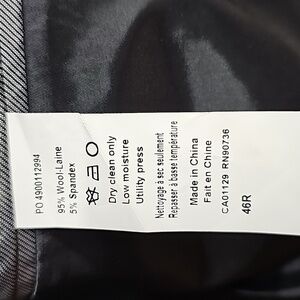 PO 4900112994
95% Wool-Laine
5% Spandex
Dry clean only
Low moisture
Utility press
Nettoyage à sec seulement
Repasser à basse température
Made in China
Fait en Chine
CA01129 RN90736
46R